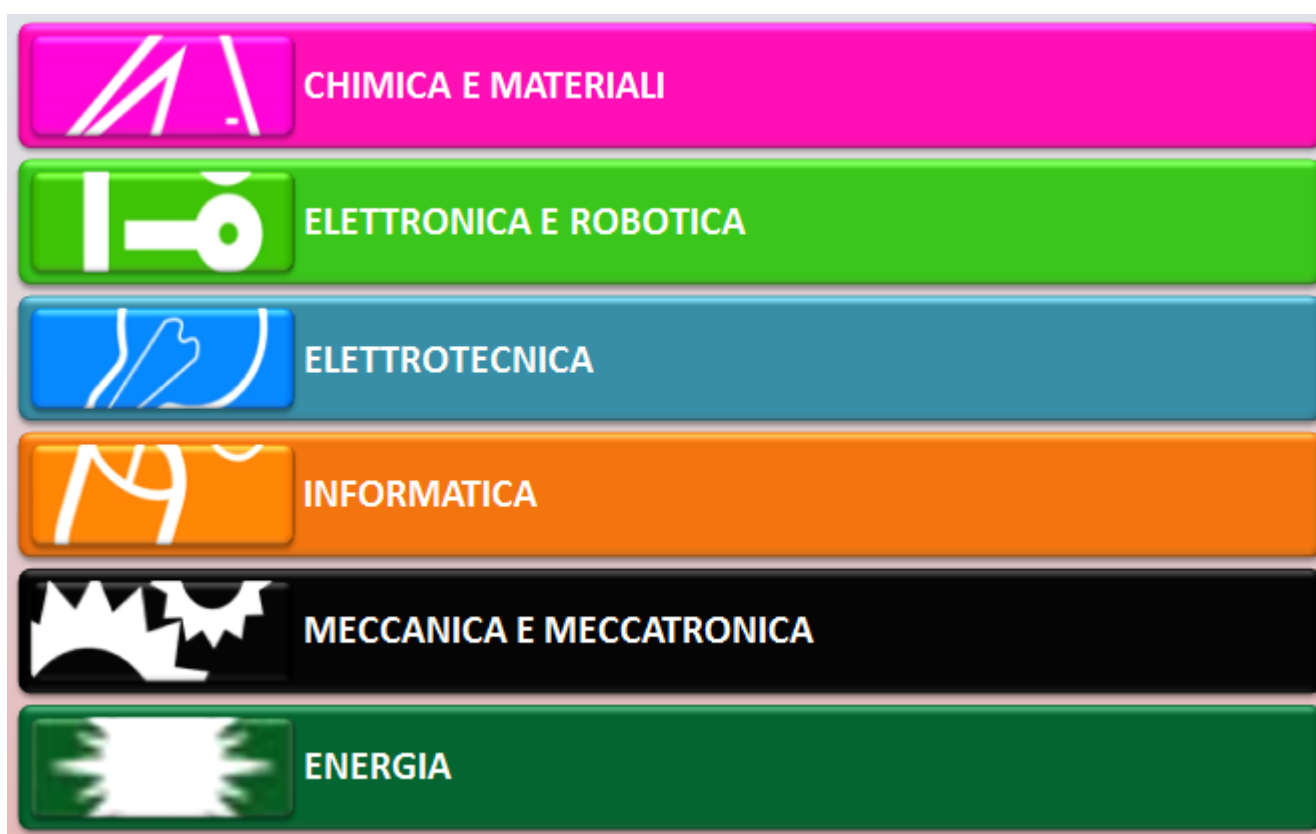 CHIMICA E MATERIALI
ELETTRONICA E ROBOTICA
ELETTROTECNICA
INFORMATICA
MECCANICA E MECCATRONICA
ENERGIA